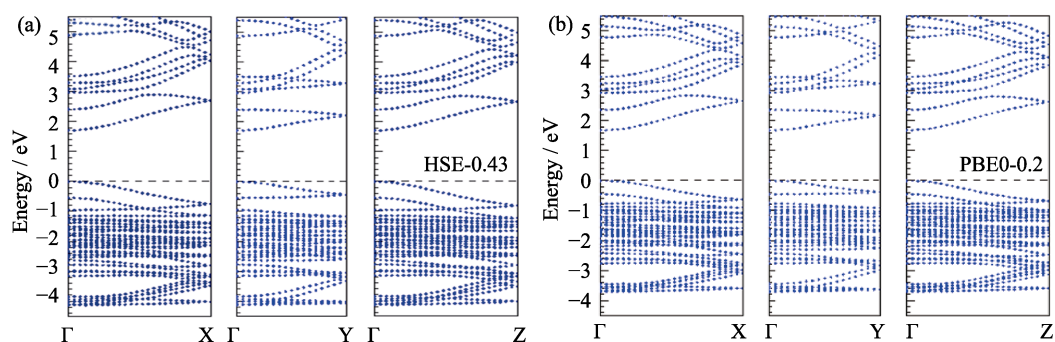 (a)
Energy / eV
5
4
3
2
1
0
−1
−2
−3
−4
HSE-0.43
Γ X Γ Y Γ Z
(b)
Energy / eV
5
4
3
2
1
0
−1
−2
−3
−4
PBE0-0.2
Γ X Γ Y Γ Z